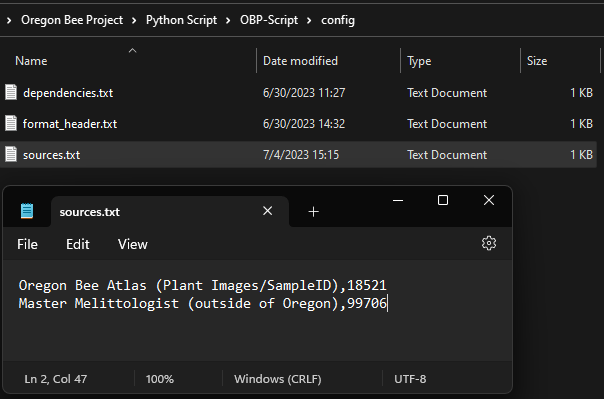 Oregon Bee Project > Python Script > OBP-Script > config
Name Date modified Type Size
dependencies.txt 6/30/2023 11:27 Text Document 1 KB
format_header.txt 6/30/2023 14:32 Text Document 1 KB
sources.txt 7/4/2023 15:15 Text Document 1 KB
sources.txt
File Edit View
Oregon Bee Atlas (Plant Images/SampleID),18521
Master Melittologist (outside of Oregon),99706
Ln 2, Col 47 100% Windows (CRLF) UTF-8